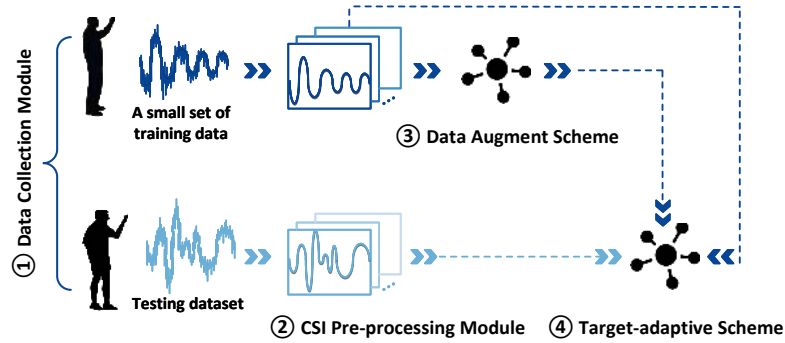 ① Data Collection Module
A small set of
training data
③ Data Augment Scheme
Testing dataset
② CSI Pre-processing Module
④ Target-adaptive Scheme